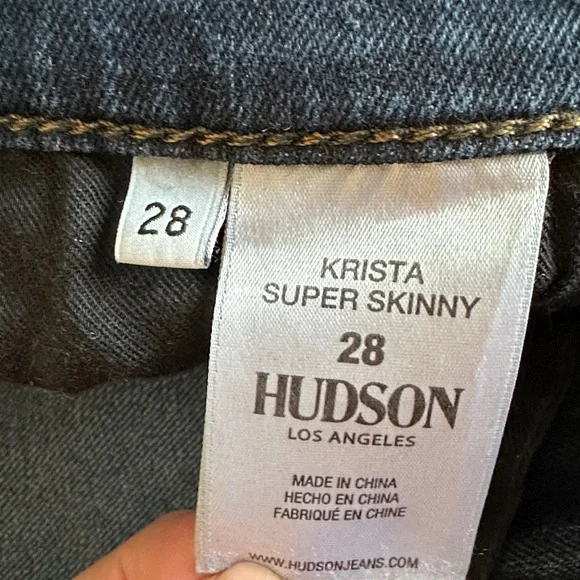 28
KRISTA
SUPER SKINNY
28
HUDSON
LOS ANGELES
MADE IN CHINA
HECHO EN CHINA
FABRIQUÉ EN CHINE
WWW.HUDSONJEANS.COM